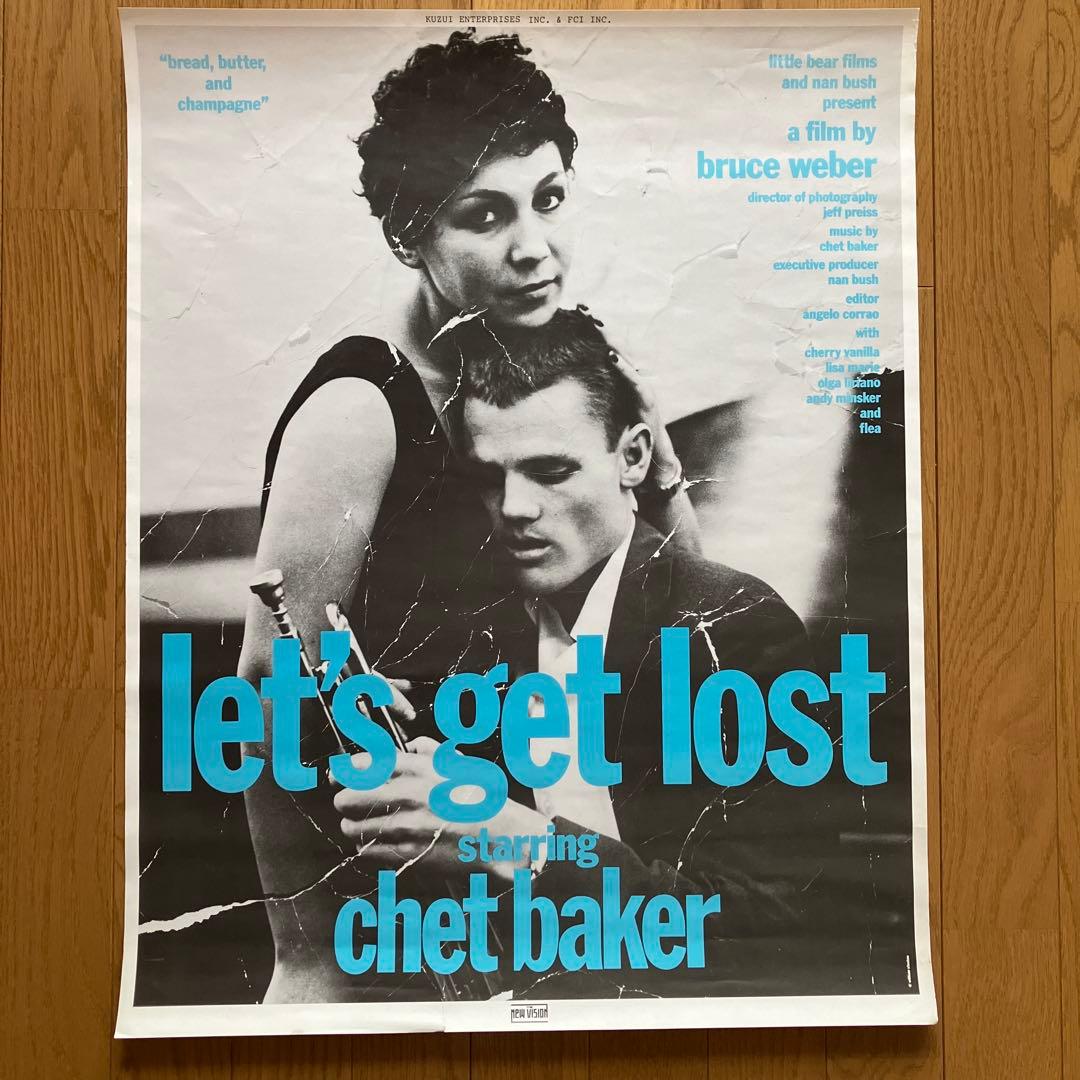 KUZUI ENTERPRISES INC. & FCI INC.
“bread, butter,
and
champagne”
little bear films
and nan bush
present
a film by
bruce weber
director of photography
jeff preiss
music by
chet baker
executive producer
nan bush
editor
angelo corrao
with
cherry vanilla
lisa marie
olga liriano
andy minsker
and
flea
let's get lost
starring
chet baker
new vision